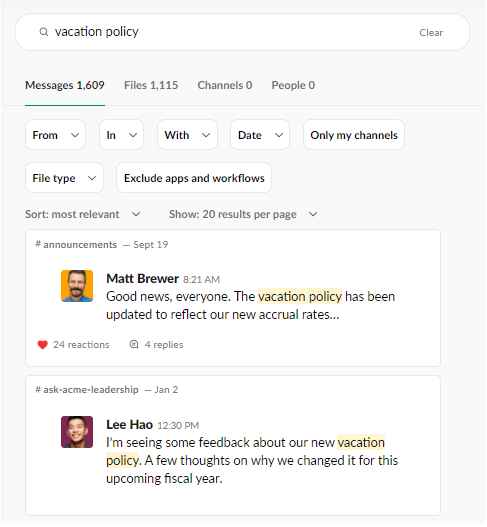 vacation policy Clear
Messages 1,609 Files 1,115 Channels 0 People 0
From In With Date Only my channels
File type Exclude apps and workflows
Sort: most relevant Show: 20 results per page
# announcements — Sept 19
Matt Brewer 8:21 AM
Good news, everyone. The vacation policy has been
updated to reflect our new accrual rates...
24 reactions 4 replies
# ask-acme-leadership — Jan 2
Lee Hao 12:30 PM
I'm seeing some feedback about our new vacation
policy. A few thoughts on why we changed it for this
upcoming fiscal year.